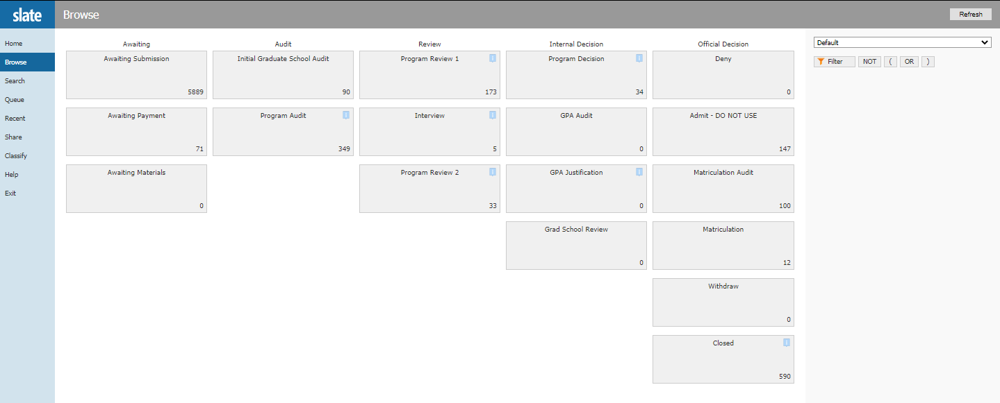 slate
Browse
Refresh
Home
Browse
Search
Queue
Recent
Share
Classify
Help
Exit
Awaiting
Awaiting Submission
5889
Awaiting Payment
71
Awaiting Materials
0
Audit
Initial Graduate School Audit
90
Program Audit
349
Review
Program Review 1
173
Interview
5
Program Review 2
33
Internal Decision
Program Decision
34
GPA Audit
0
GPA Justification
0
Grad School Review
0
Official Decision
Deny
0
Admit - DO NOT USE
147
Matriculation Audit
100
Matriculation
12
Withdraw
0
Closed
590
Default
Filter NOT ( OR )